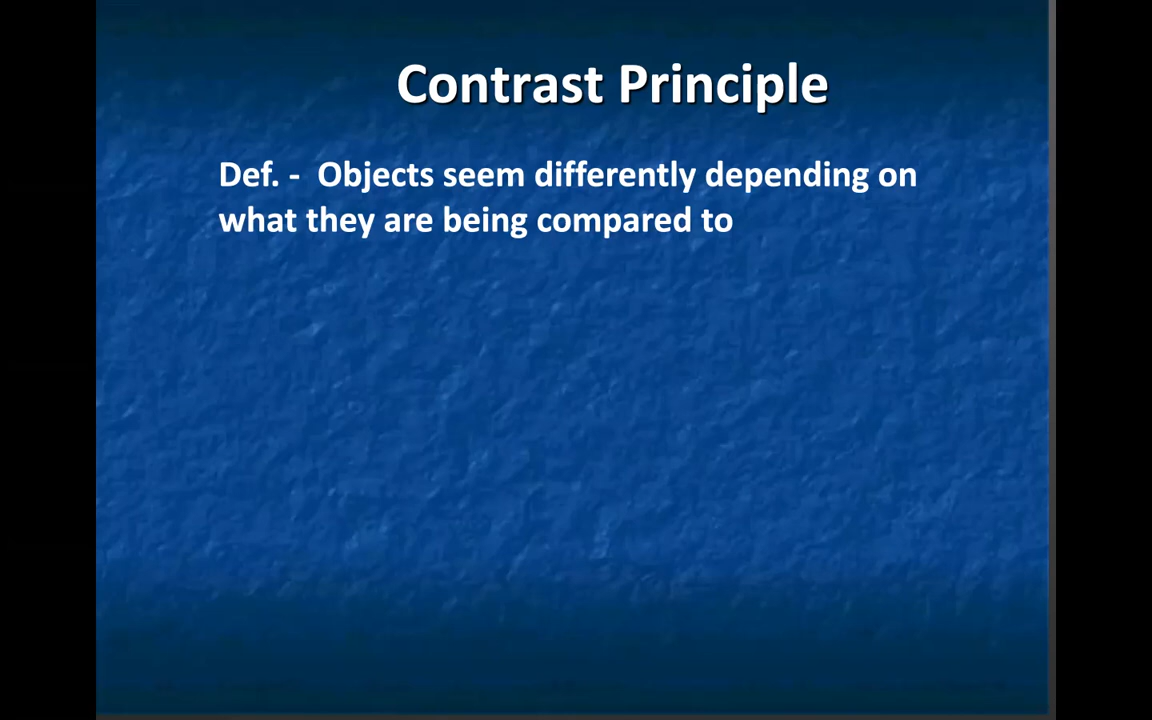 Contrast Principle
Def. -  Objects seem differently depending on
what they are being compared to